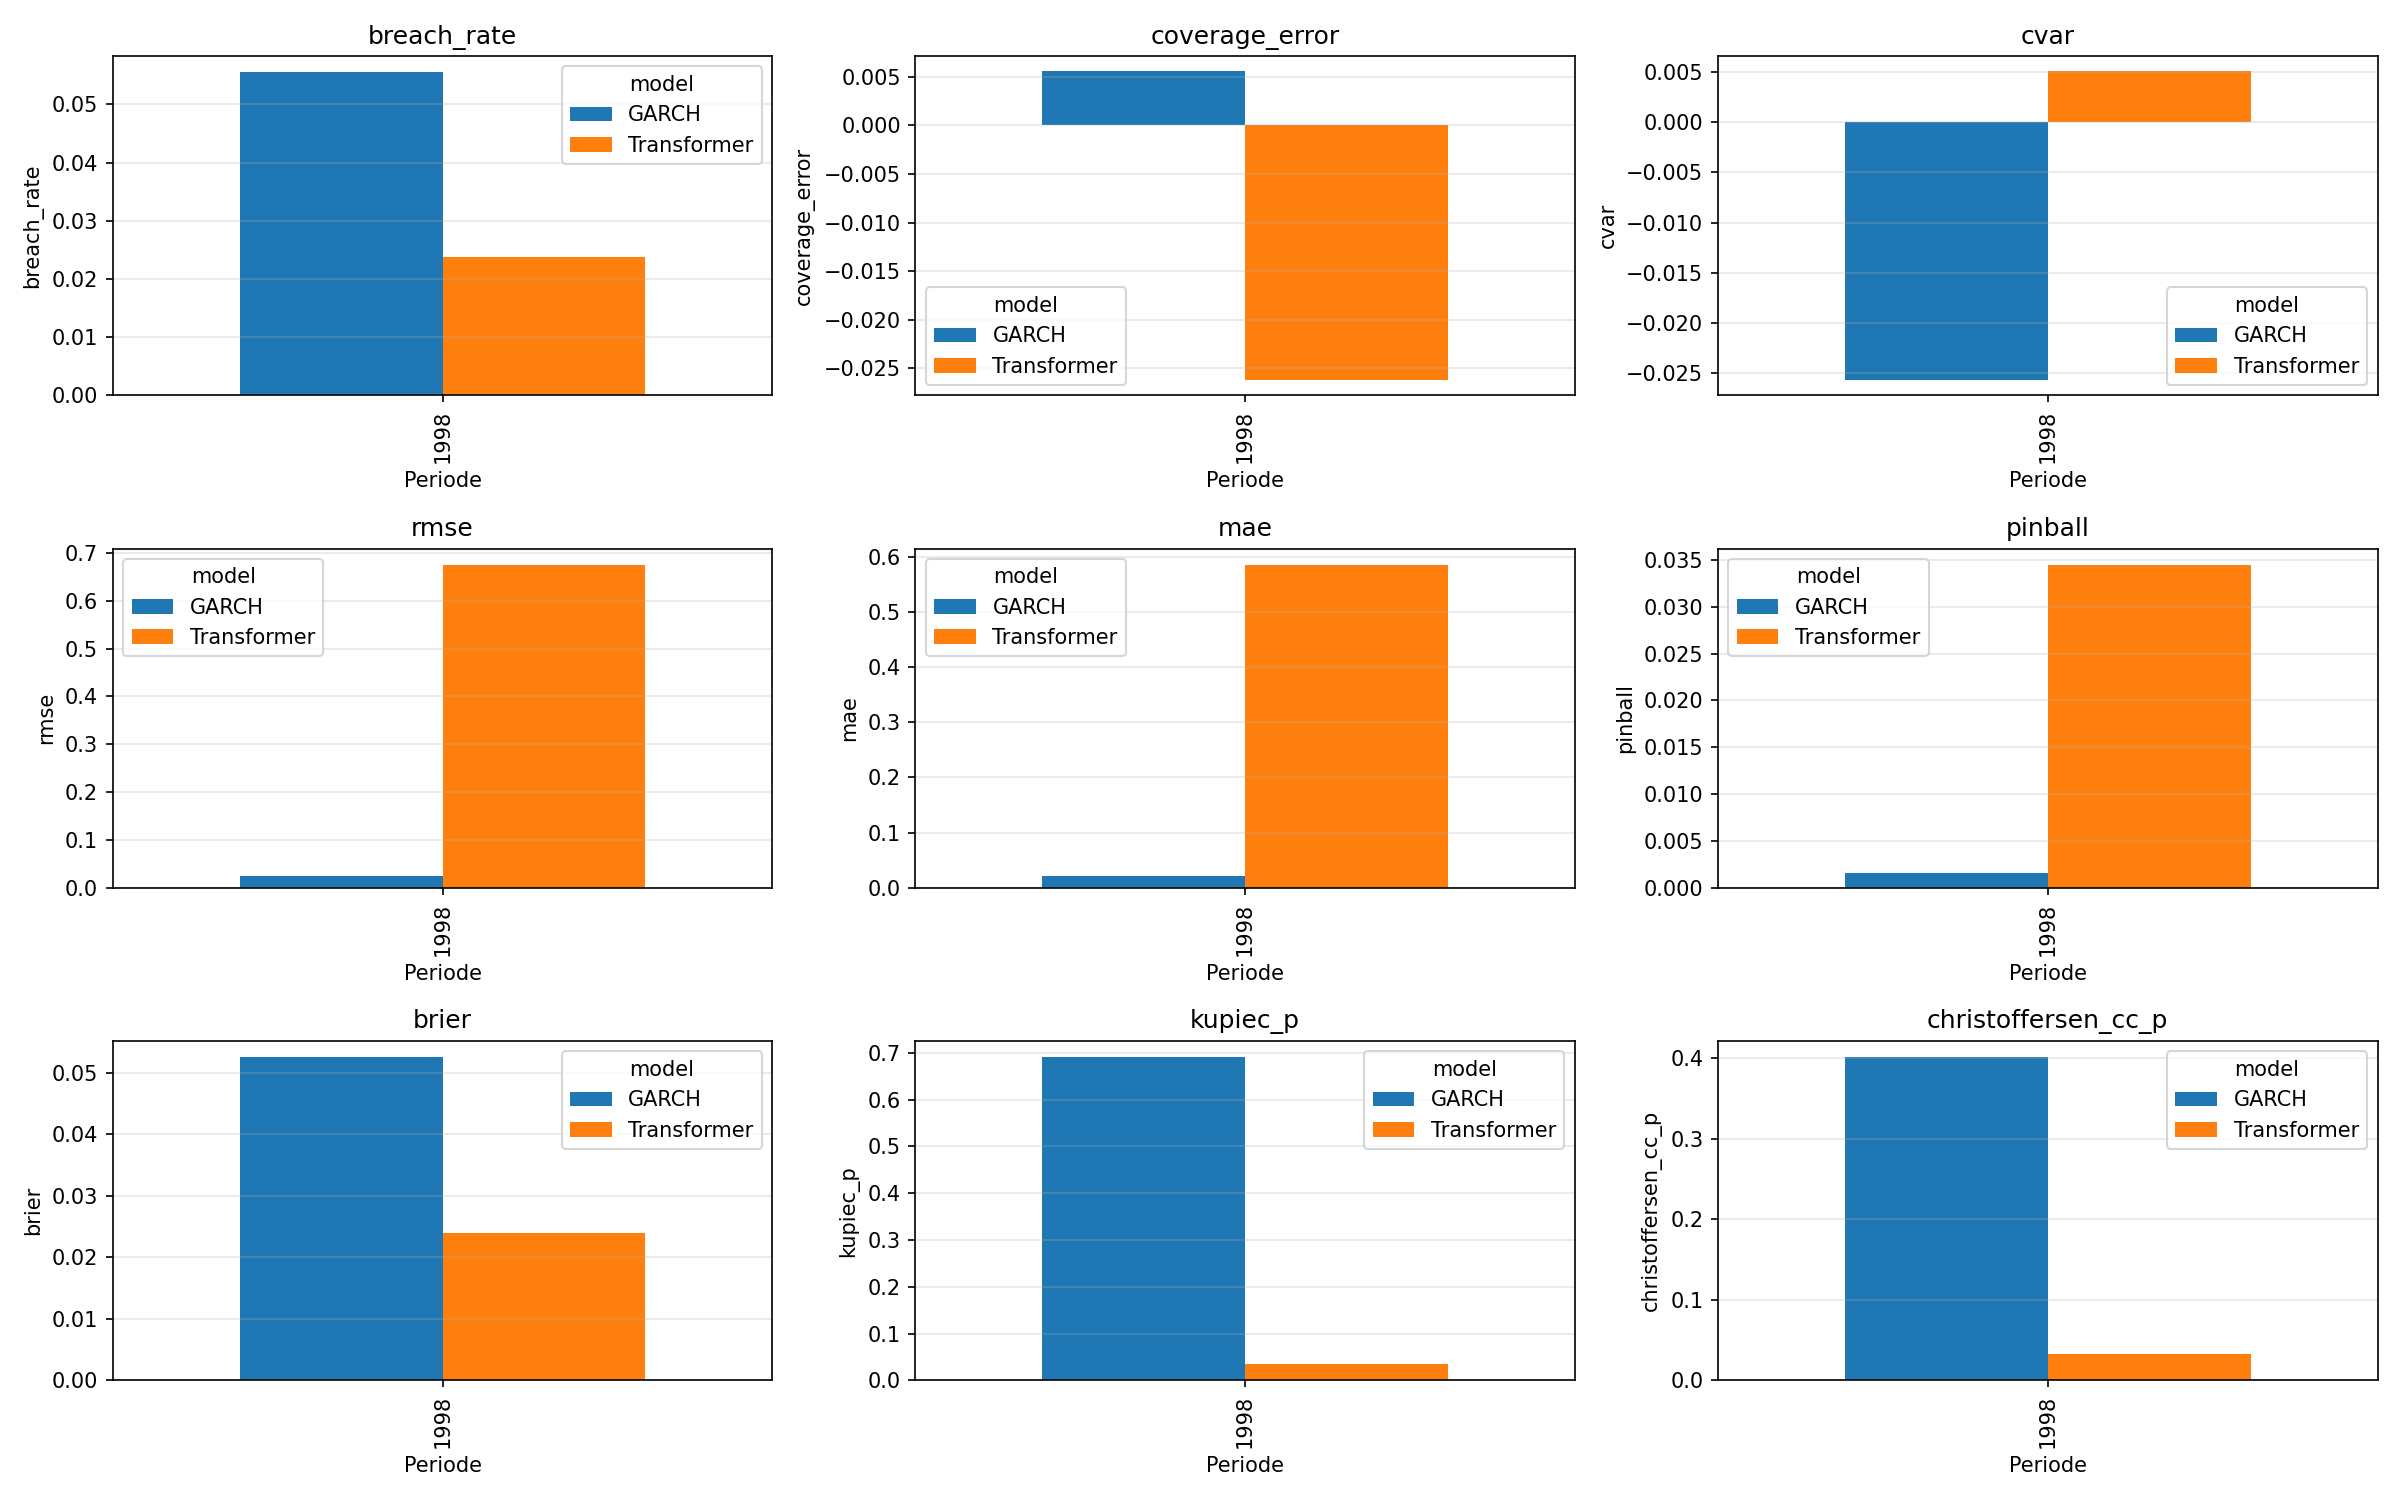 breach_rate
breach_rate
0.05
0.04
0.03
0.02
0.01
0.00
model
GARCH
Transformer
1998
Periode
coverage_error
coverage_error
0.005
0.000
−0.005
−0.010
−0.015
−0.020
−0.025
model
GARCH
Transformer
1998
Periode
cvar
cvar
0.005
0.000
−0.005
−0.010
−0.015
−0.020
−0.025
model
GARCH
Transformer
1998
Periode
rmse
rmse
0.7
0.6
0.5
0.4
0.3
0.2
0.1
0.0
model
GARCH
Transformer
1998
Periode
mae
mae
0.6
0.5
0.4
0.3
0.2
0.1
0.0
model
GARCH
Transformer
1998
Periode
pinball
pinball
0.035
0.030
0.025
0.020
0.015
0.010
0.005
0.000
model
GARCH
Transformer
1998
Periode
brier
brier
0.05
0.04
0.03
0.02
0.01
0.00
model
GARCH
Transformer
1998
Periode
kupiec_p
kupiec_p
0.7
0.6
0.5
0.4
0.3
0.2
0.1
0.0
model
GARCH
Transformer
1998
Periode
christoffersen_cc_p
christoffersen_cc_p
0.4
0.3
0.2
0.1
0.0
model
GARCH
Transformer
1998
Periode